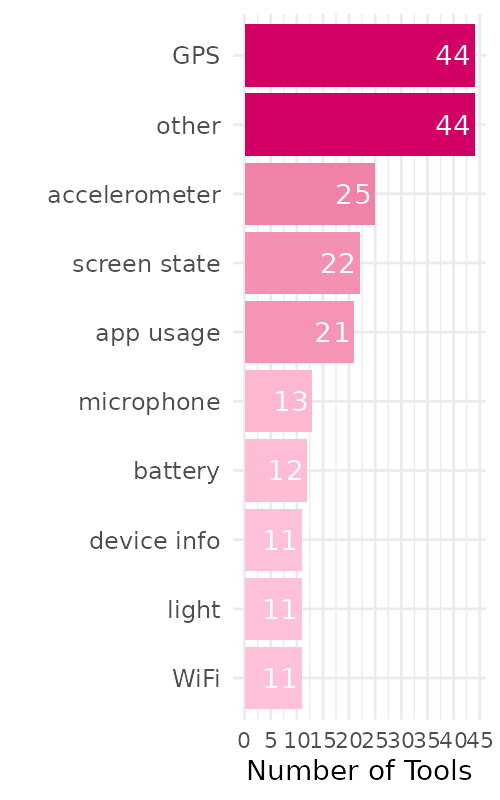 GPS 44
other 44
accelerometer 25
screen state 22
app usage 21
microphone 13
battery 12
device info 11
light 11
WiFi 11
0 5 10 15 20 25 30 35 40 45
Number of Tools